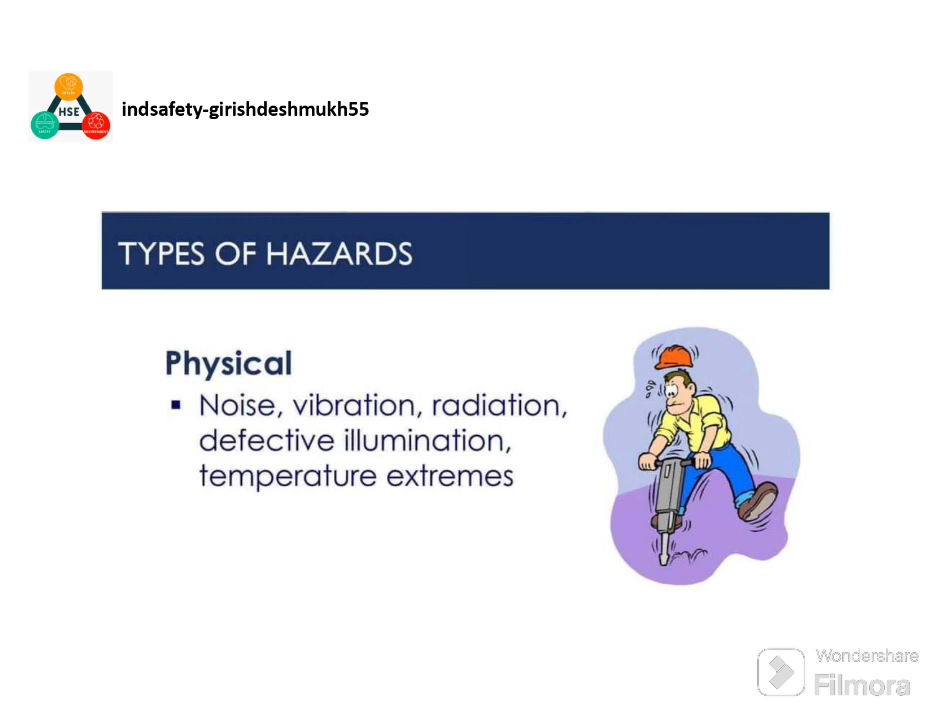 HSE
indsafety-girishdeshmukh55
TYPES OF HAZARDS
Physical
▪ Noise, vibration, radiation,
defective illumination,
temperature extremes
Wondershare
Filmora